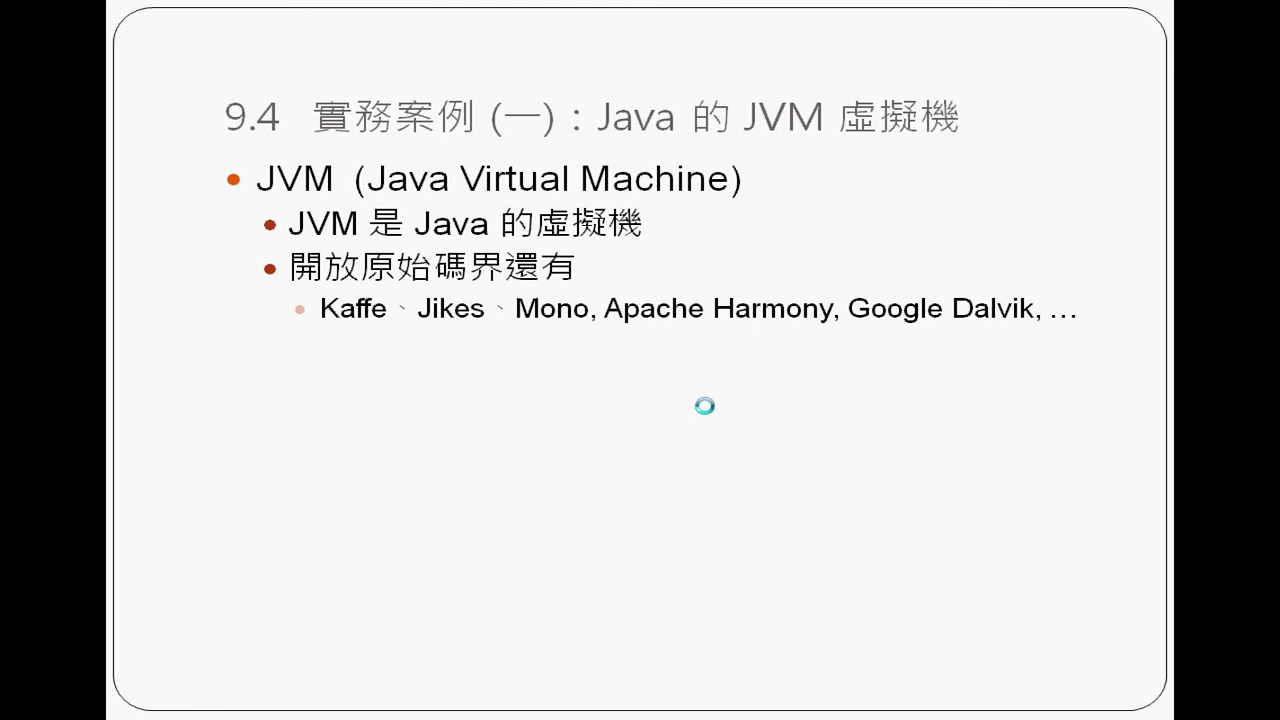 9.4 實務案例 (一)：Java 的 JVM 虛擬機
JVM (Java Virtual Machine)
JVM 是 Java 的虛擬機
開放原始碼界還有
Kaffe、Jikes、Mono, Apache Harmony, Google Dalvik, …